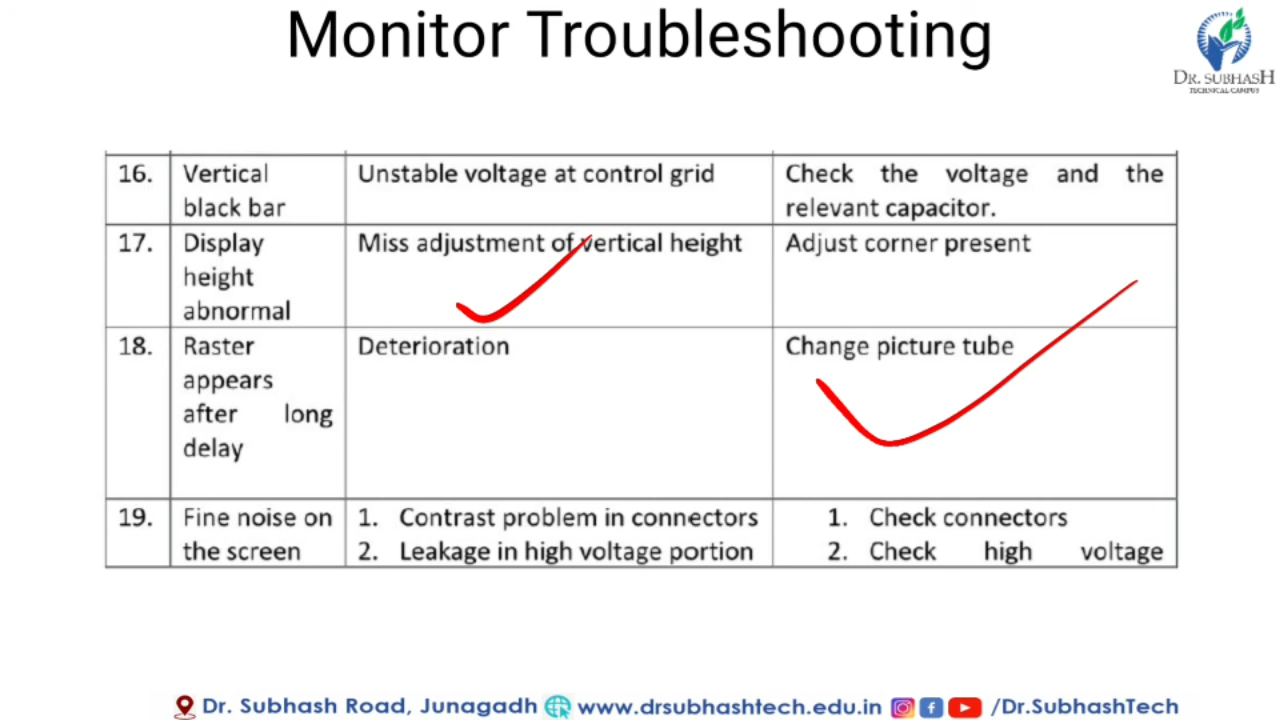 Monitor Troubleshooting
DR. SUBHASH
TECHNICAL CAMPUS
16. Vertical Unstable voltage at control grid Check the voltage and the
black bar relevant capacitor.
17. Display Miss adjustment of vertical height Adjust corner present
height
abnormal
18. Raster Deterioration Change picture tube
appears
after long
delay
19. Fine noise on 1. Contrast problem in connectors 1. Check connectors
the screen 2. Leakage in high voltage portion 2. Check high voltage
Dr. Subhash Road, Junagadh www.drsubhashtech.edu.in /Dr.SubhashTech